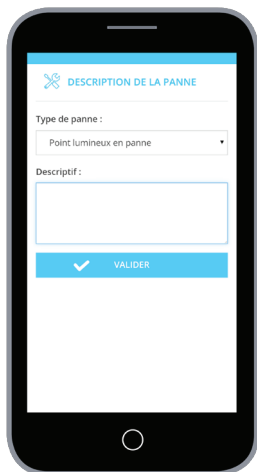 DESCRIPTION DE LA PANNE
Type de panne :
Point lumineux en panne
Descriptif :
VALIDER